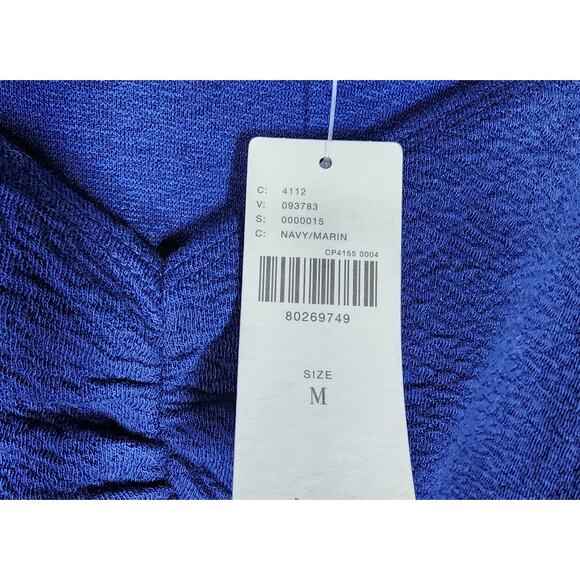 C: 4112
V: 093783
S: 0000015
C: NAVY/MARIN
CP4155 0004
80269749
SIZE
M